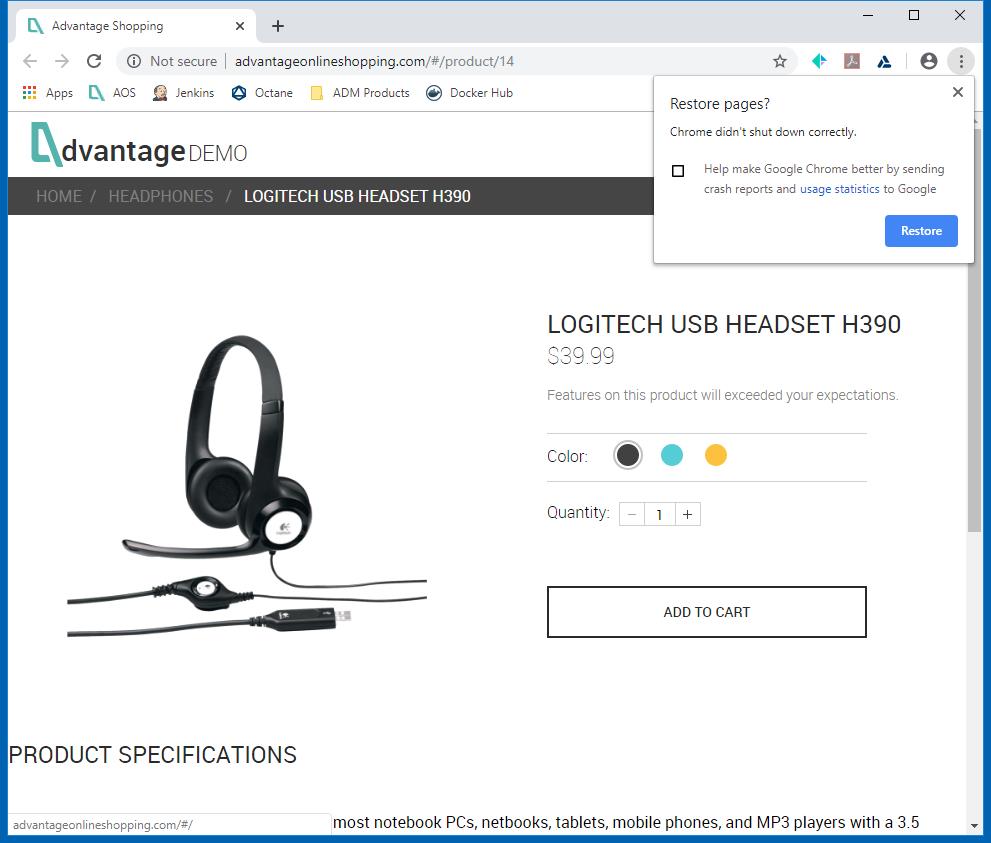 Advantage Shopping
Not secure advantageonlineshopping.com/#/product/14
Apps AOS Jenkins Octane ADM Products Docker Hub
Restore pages?
Chrome didn't shut down correctly.
Help make Google Chrome better by sending
crash reports and usage statistics to Google
Restore
dvantage DEMO
HOME / HEADPHONES / LOGITECH USB HEADSET H390
LOGITECH USB HEADSET H390
$39.99
Features on this product will exceeded your expectations.
Color:
Quantity: − 1 +
ADD TO CART
PRODUCT SPECIFICATIONS
most notebook PCs, netbooks, tablets, mobile phones, and MP3 players with a 3.5
advantageonlineshopping.com/#/